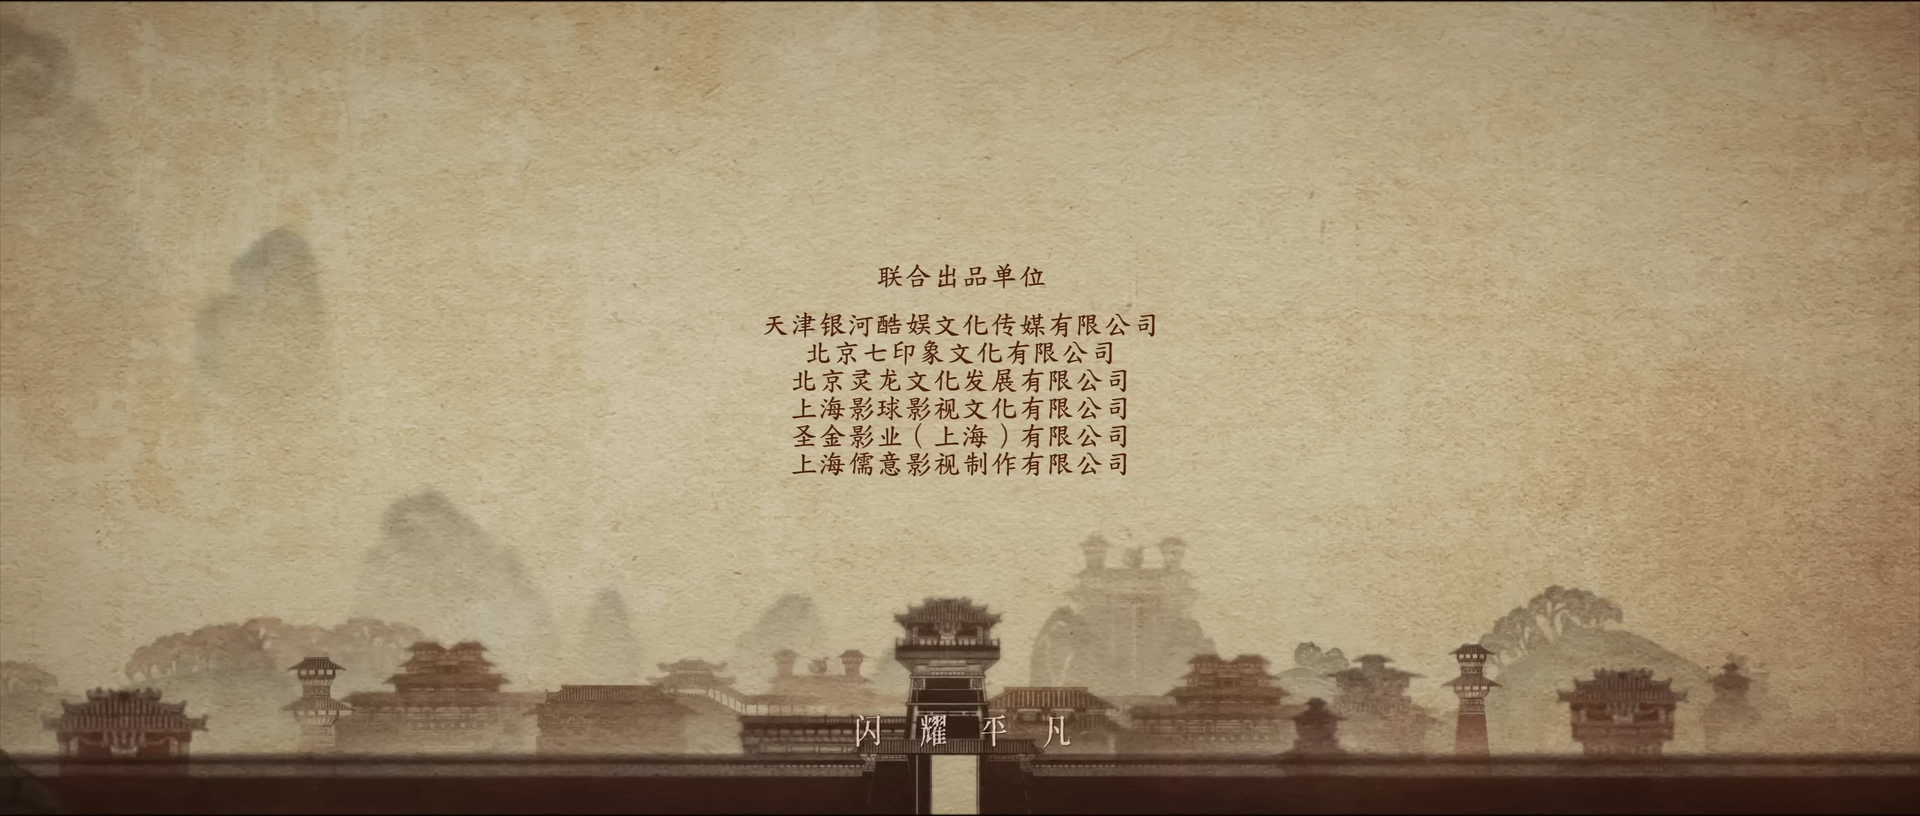 联合出品单位
天津银河酷娱文化传媒有限公司
北京七印象文化有限公司
北京灵龙文化发展有限公司
上海影球影视文化有限公司
圣金影业（上海）有限公司
上海儒意影视制作有限公司
闪耀平凡